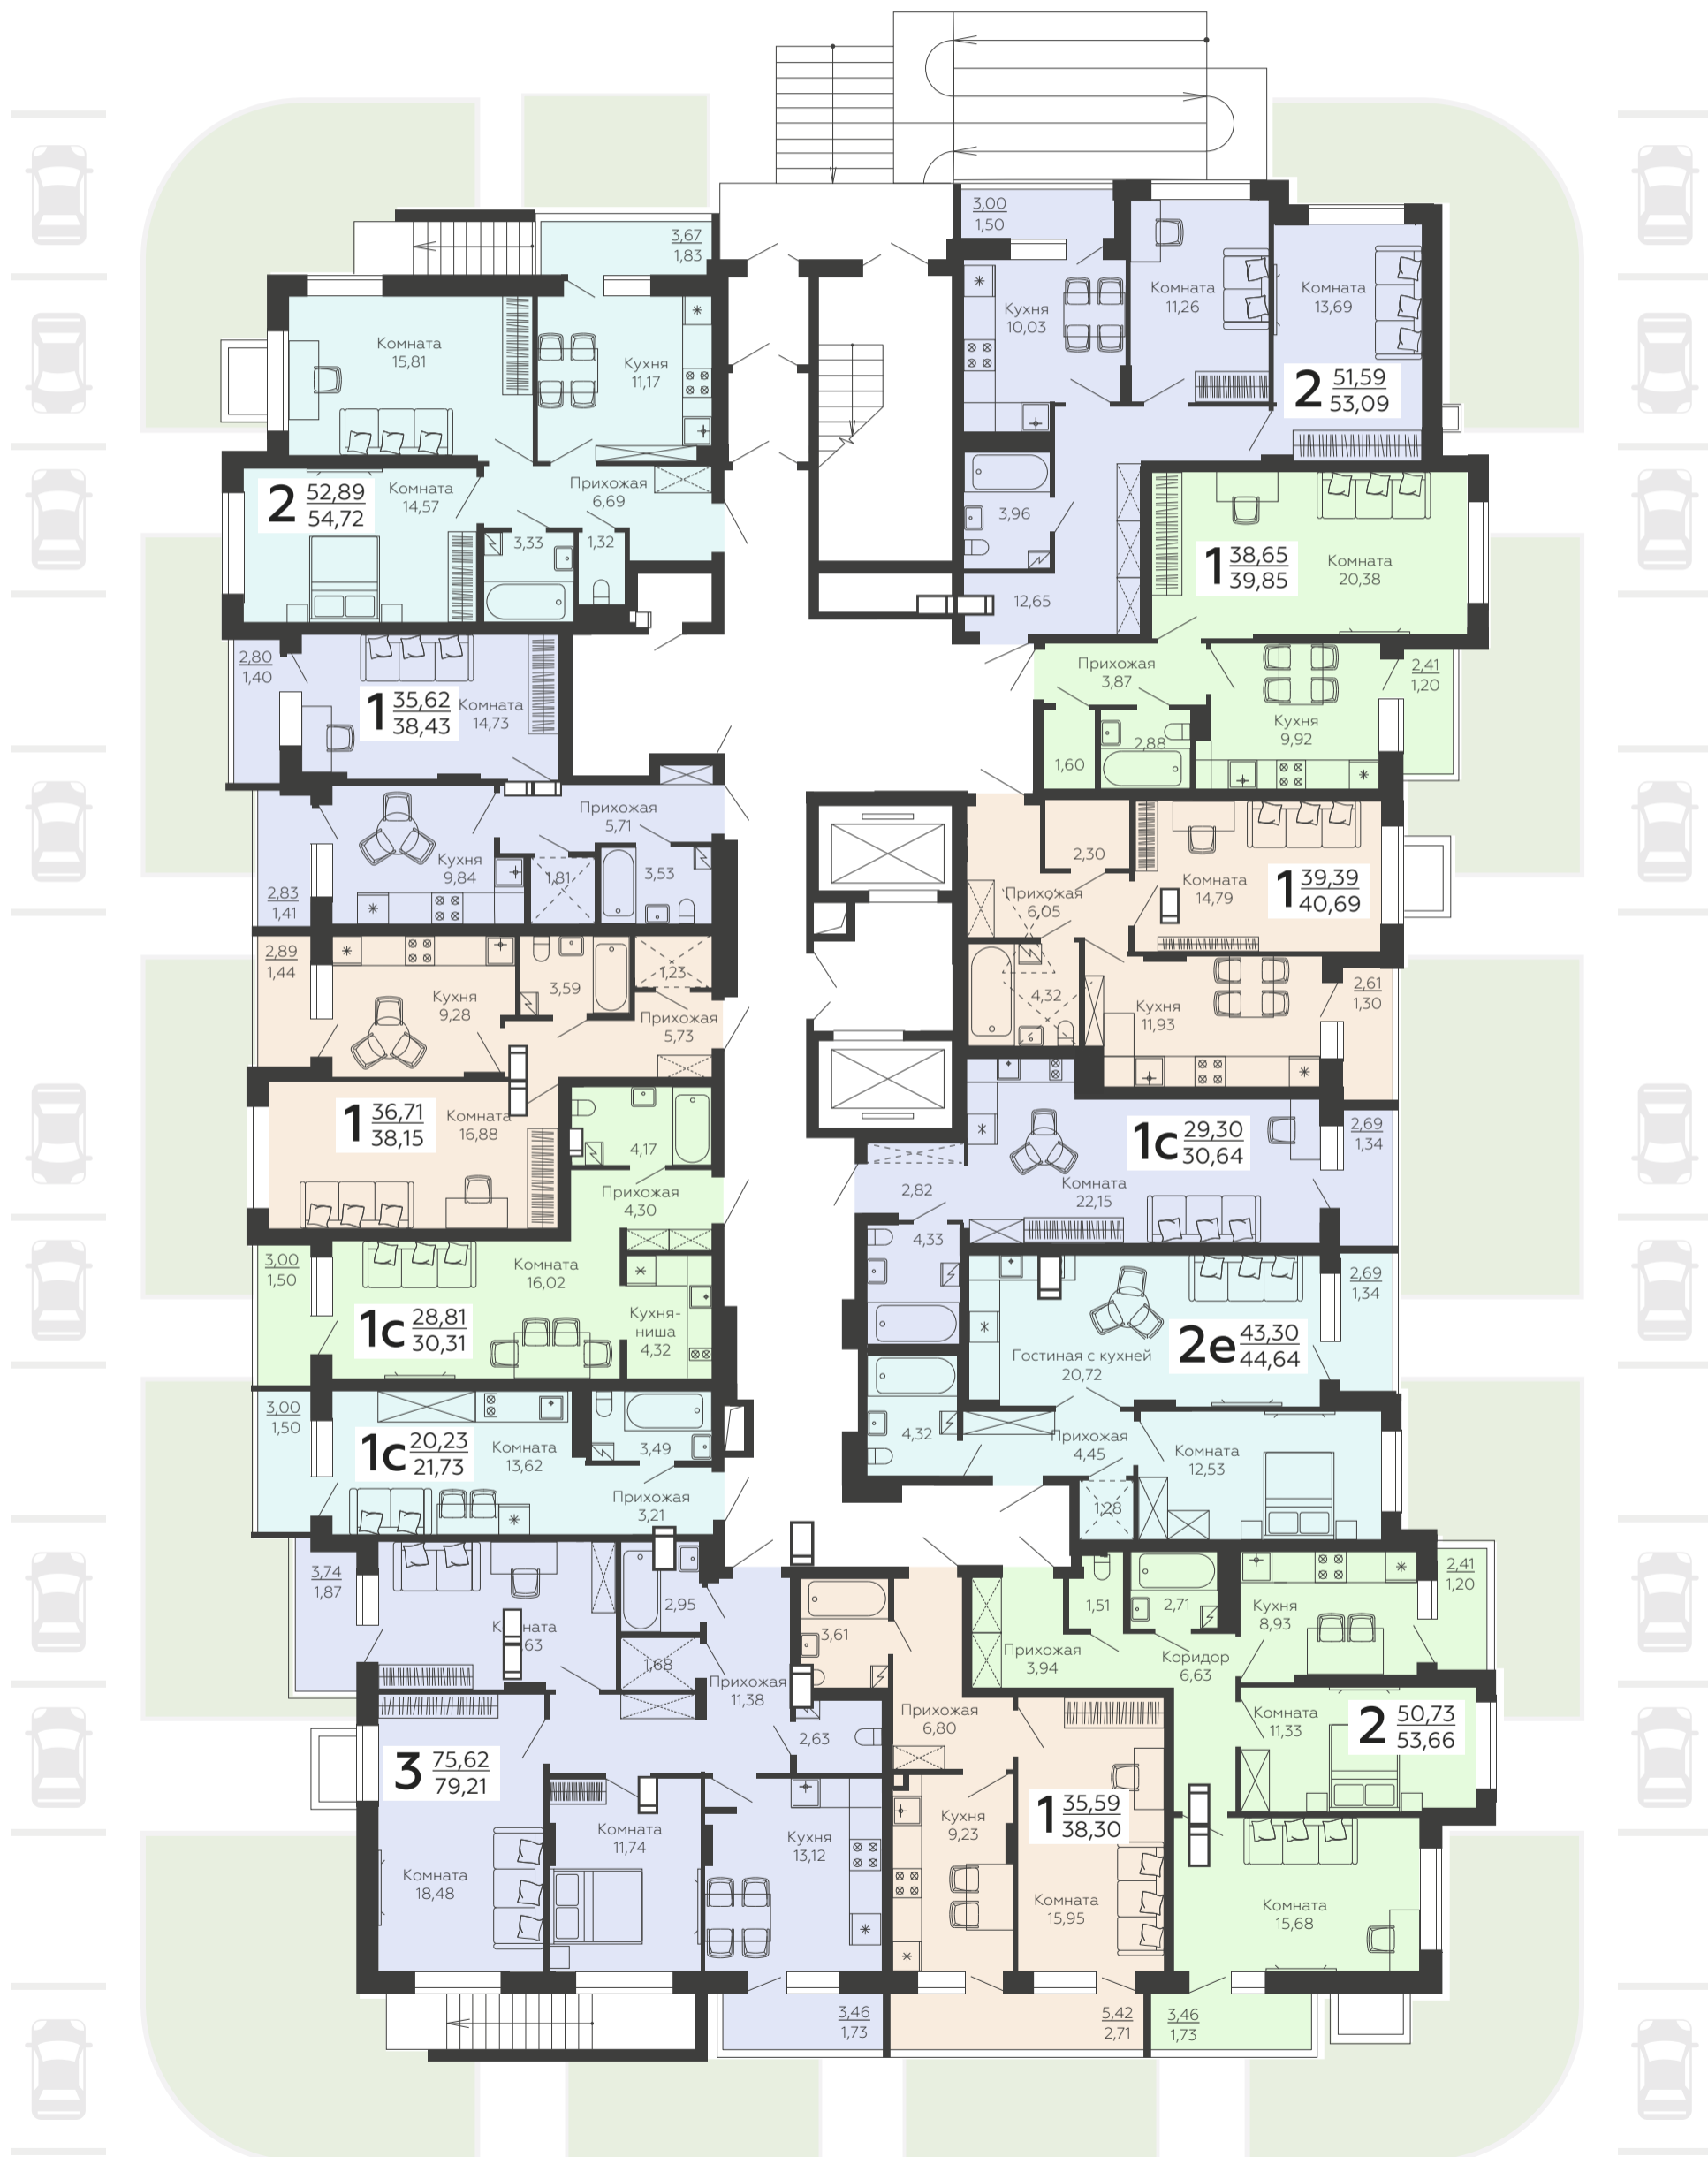 3,67
1,83
Комната
15,81
Кухня
11,17
2
52,89
54,72
Комната
14,57
Прихожая
6,69
3,33
1,32
2,80
1,40
1
35,62
38,43
Комната
14,73
Прихожая
5,71
Кухня
9,84
1,81
3,53
2,83
1,41
2,89
1,44
Кухня
9,28
3,59
1,23
Прихожая
5,73
1
36,71
38,15
Комната
16,88
4,17
Прихожая
4,30
3,00
1,50
Комната
16,02
1с
28,81
30,31
Кухня-
ниша
4,32
3,00
1,50
1с
20,23
21,73
Комната
13,62
3,49
Прихожая
3,21
3,74
1,87
2,95
1,68
Прихожая
11,38
2,63
3
75,62
79,21
Комната
18,48
Комната
11,74
Кухня
13,12
3,46
1,73
3,00
1,50
Кухня
10,03
Комната
11,26
Комната
13,69
2
51,59
53,09
3,96
12,65
1
38,65
39,85
Комната
20,38
Прихожая
3,87
2,41
1,20
Кухня
9,92
1,60
2,88
2,30
Прихожая
6,05
Комната
14,79
1
39,39
40,69
4,32
Кухня
11,93
2,61
1,30
1с
29,30
30,64
2,69
1,34
2,82
Комната
22,15
4,33
2,69
1,34
Гостиная с кухней
20,72
2е
43,30
44,64
4,32
Прихожая
4,45
Комната
12,53
1,28
3,61
Прихожая
6,80
Кухня
9,23
1
35,59
38,30
Комната
15,95
5,42
2,71
1,51
2,71
Прихожая
3,94
Коридор
6,63
Кухня
8,93
2,41
1,20
Комната
11,33
2
50,73
53,66
Комната
15,68
3,46
1,73